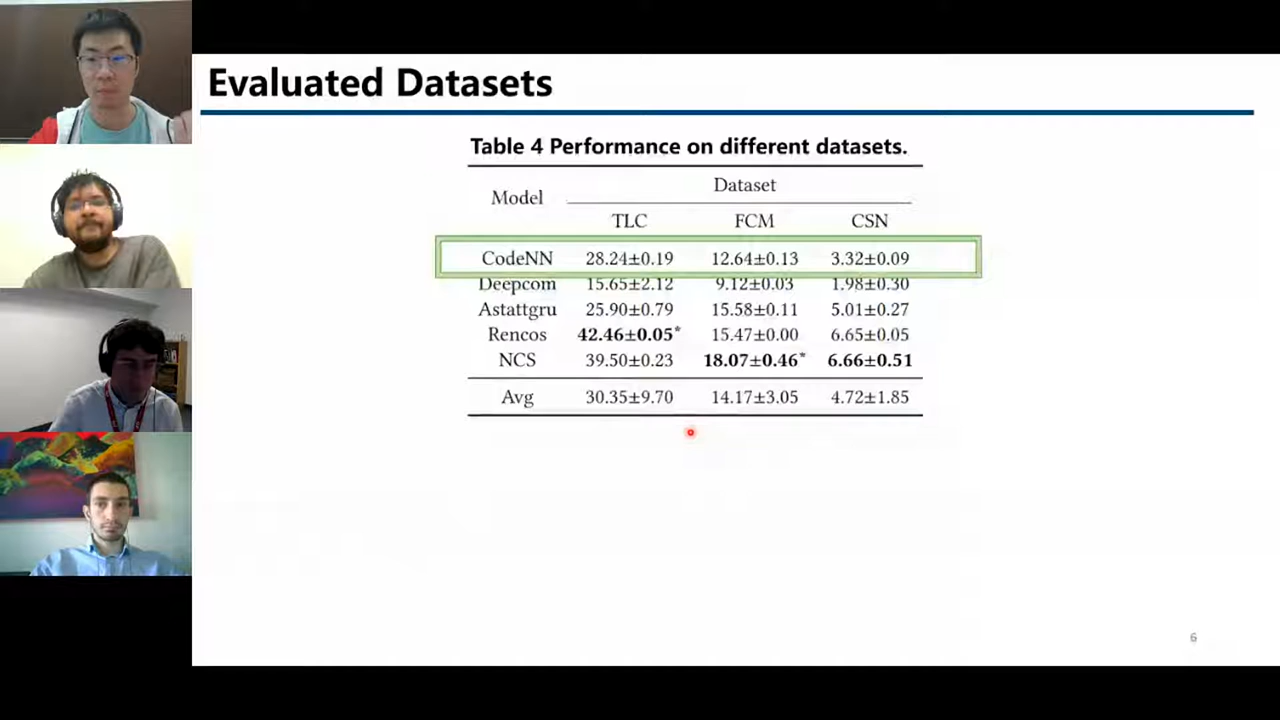 Evaluated Datasets
Table 4 Performance on different datasets.
Model Dataset
TLC FCM CSN
CodeNN 28.24±0.19 12.64±0.13 3.32±0.09
Deepcom 15.65±2.12 9.12±0.03 1.98±0.30
Astattgru 25.90±0.79 15.58±0.11 5.01±0.27
Rencos 42.46±0.05* 15.47±0.00 6.65±0.05
NCS 39.50±0.23 18.07±0.46* 6.66±0.51
Avg 30.35±9.70 14.17±3.05 4.72±1.85
6